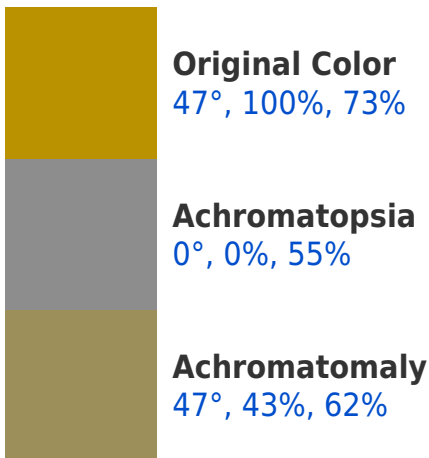 Original Color
47°, 100%, 73%
Achromatopsia
0°, 0%, 55%
Achromatomaly
47°, 43%, 62%